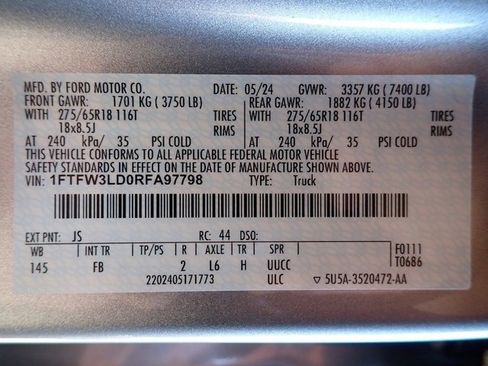 MFD. BY FORD MOTOR CO. DATE: 05/24 GVWR: 3357 KG (7400 LB)
FRONT GAWR: 1701 KG (3750 LB) REAR GAWR: 1882 KG (4150 LB)
WITH 275/65R18 116T TIRES WITH 275/65R18 116T TIRES
18x8.5J RIMS 18x8.5J RIMS
AT 240 kPa/ 35 PSI COLD AT 240 kPa/ 35 PSI COLD
THIS VEHICLE CONFORMS TO ALL APPLICABLE FEDERAL MOTOR VEHICLE
SAFETY STANDARDS IN EFFECT ON THE DATE OF MANUFACTURE SHOWN ABOVE.
VIN: 1FTFW3LD0RFA97798 TYPE: Truck
EXT PNT: JS RC: 44 DSO:
WB INT TR TP/PS R AXLE TR SPR F0111
145 FB 2 L6 H UUCC T0686
2202405171773 ULC ▽ 5U5A-3520472-AA